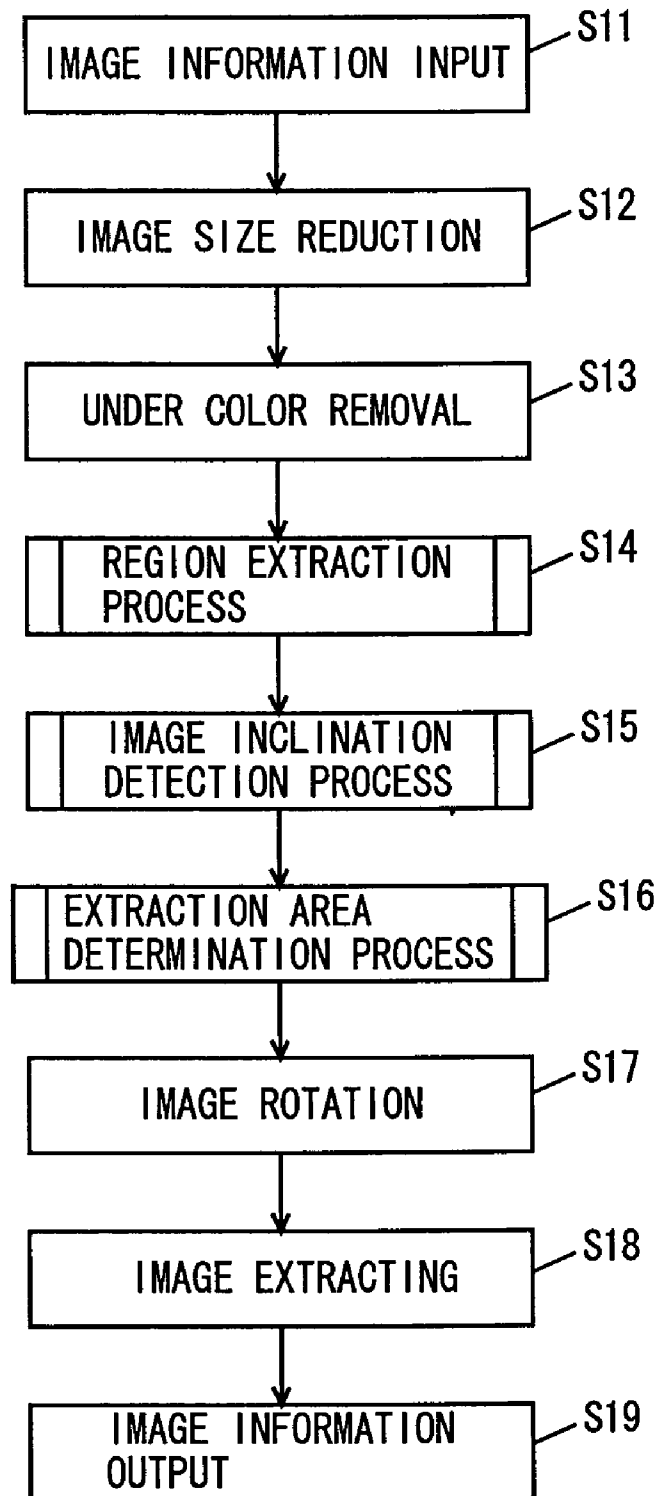 S11
IMAGE INFORMATION INPUT
S12
IMAGE SIZE REDUCTION
S13
UNDER COLOR REMOVAL
S14
REGION EXTRACTION
PROCESS
S15
IMAGE INCLINATION
DETECTION PROCESS
S16
EXTRACTION AREA
DETERMINATION PROCESS
S17
IMAGE ROTATION
S18
IMAGE EXTRACTING
S19
IMAGE INFORMATION
OUTPUT